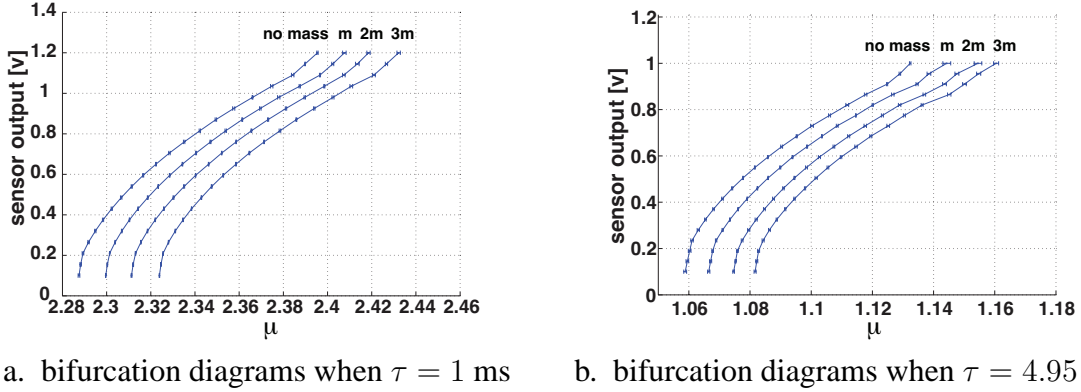 1.4
1.2
1
0.8
0.6
0.4
0.2
0
sensor output [v]
no mass m 2m 3m
2.28 2.3 2.32 2.34 2.36 2.38 2.4 2.42 2.44 2.46
μ
a. bifurcation diagrams when τ = 1 ms
1.2
1
0.8
0.6
0.4
0.2
0
sensor output [v]
no mass m 2m 3m
1.06 1.08 1.1 1.12 1.14 1.16 1.18
μ
b. bifurcation diagrams when τ = 4.95